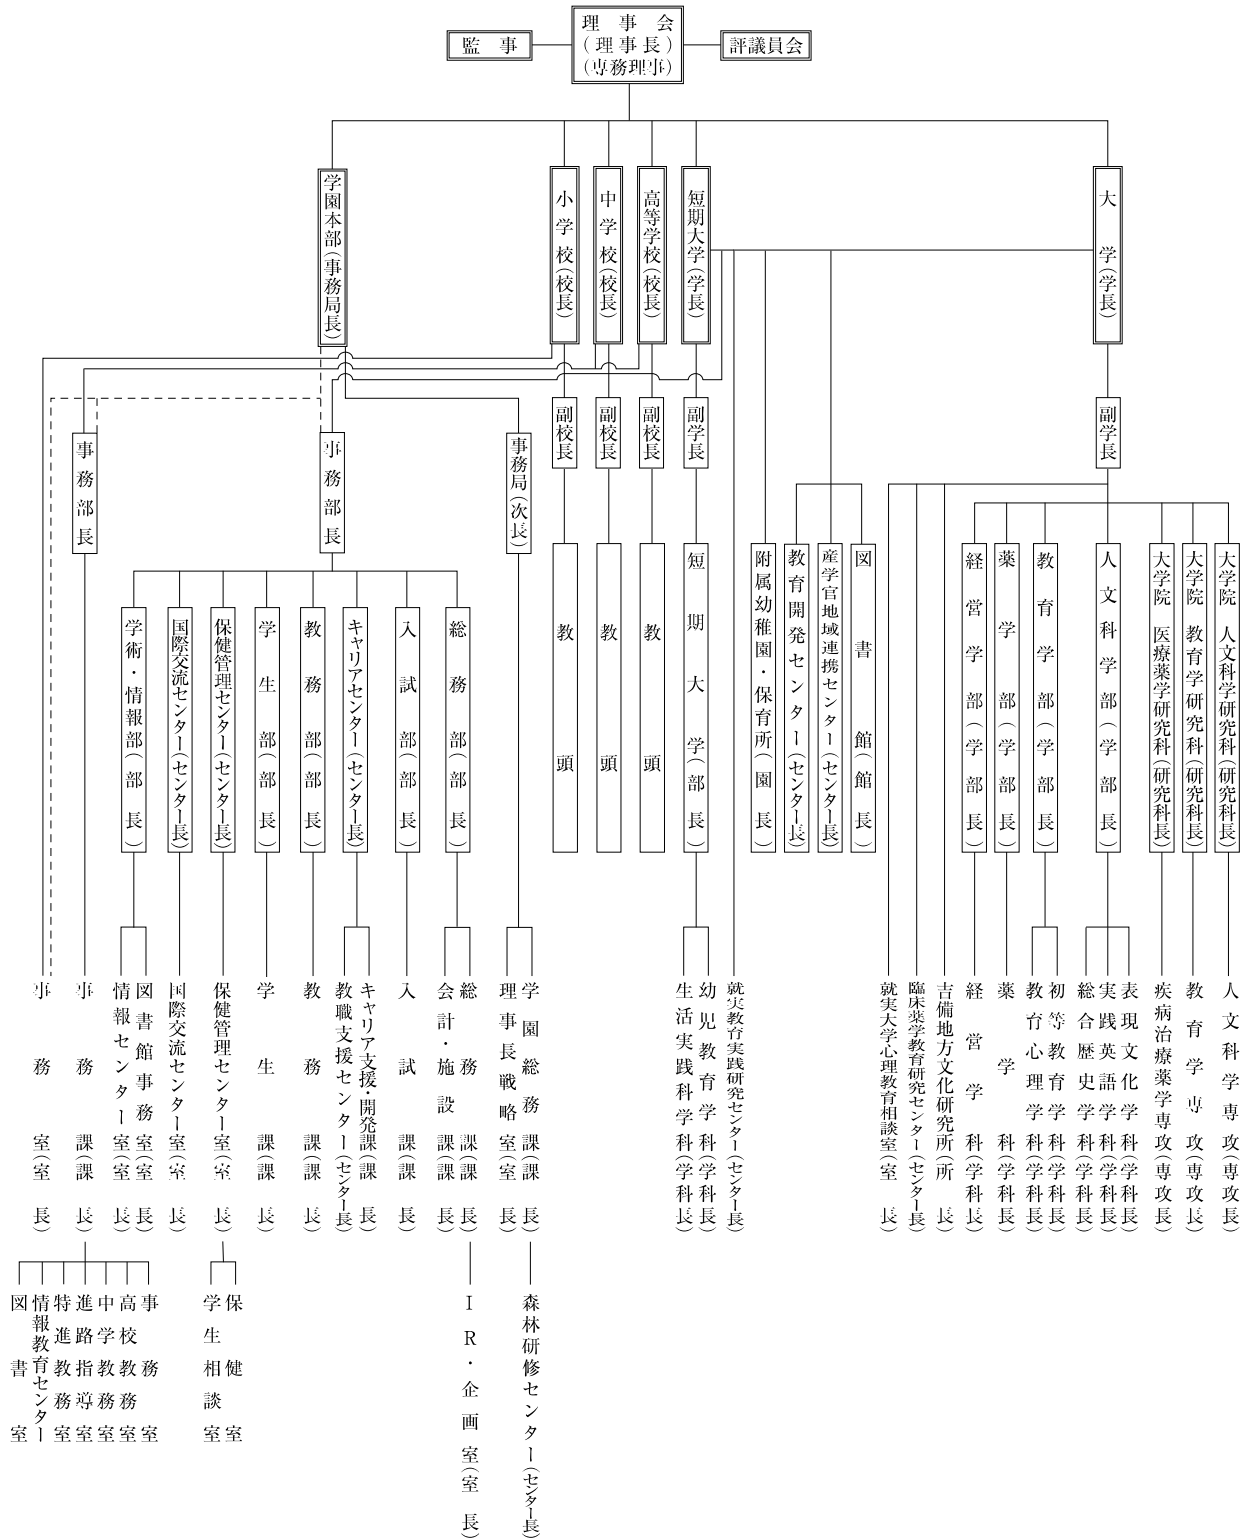 理事会
(理事長)
(専務理事)
監事
評議員会
大学(学長)
短期大学(学長)
高等学校(校長)
中学校(校長)
小学校(校長)
学園本部(事務局長)
副学長
副学長
副校長
副校長
副校長
事務局(次長)
事務部長
事務部長
大学院 人文科学研究科(研究科長)
大学院 教育学研究科(研究科長)
大学院 医療薬学研究科(研究科長)
人文科学部(学部長)
教育学部(学部長)
薬学部(学部長)
経営学部(学部長)
図書館(館長)
産学官地域連携センター(センター長)
教育開発センター(センター長)
附属幼稚園・保育所(園長)
短期大学(部長)
教頭
教頭
教頭
総務部(部長)
入試部(部長)
キャリアセンター(センター長)
教務部(部長)
学生部(部長)
保健管理センター(センター長)
国際交流センター(センター長)
学術・情報部(部長)
人文科学専攻(専攻長)
教育学専攻(専攻長)
疾病治療薬学専攻(専攻長)
表現文化学科(学科長)
実践英語学科(学科長)
総合歴史学科(学科長)
初等教育学科(学科長)
教育心理学科(学科長)
薬学科(学科長)
経営学科(学科長)
吉備地方文化研究所(所長)
臨床薬学教育研究センター(センター長)
就実大学心理教育相談室(室長)
就実教育実践研究センター(センター長)
幼児教育学科(学科長)
生活実践科学科(学科長)
学園総務課(課長)
理事長戦略室(室長)
総務課(課長)
会計・施設課(課長)
入試課(課長)
キャリア支援・開発課(課長)
教職支援センター(センター長)
教務課(課長)
学生課(課長)
保健管理センター室(室長)
国際交流センター室(室長)
図書館事務室(室長)
情報センター室(室長)
事務課(課長)
事務室(室長)
森林研修センター(センター長)
IR・企画室(室長)
保健室
学生相談室
事務室
高校教務室
中学教務室
進路指導室
特進教務室
情報教育センター
図書室